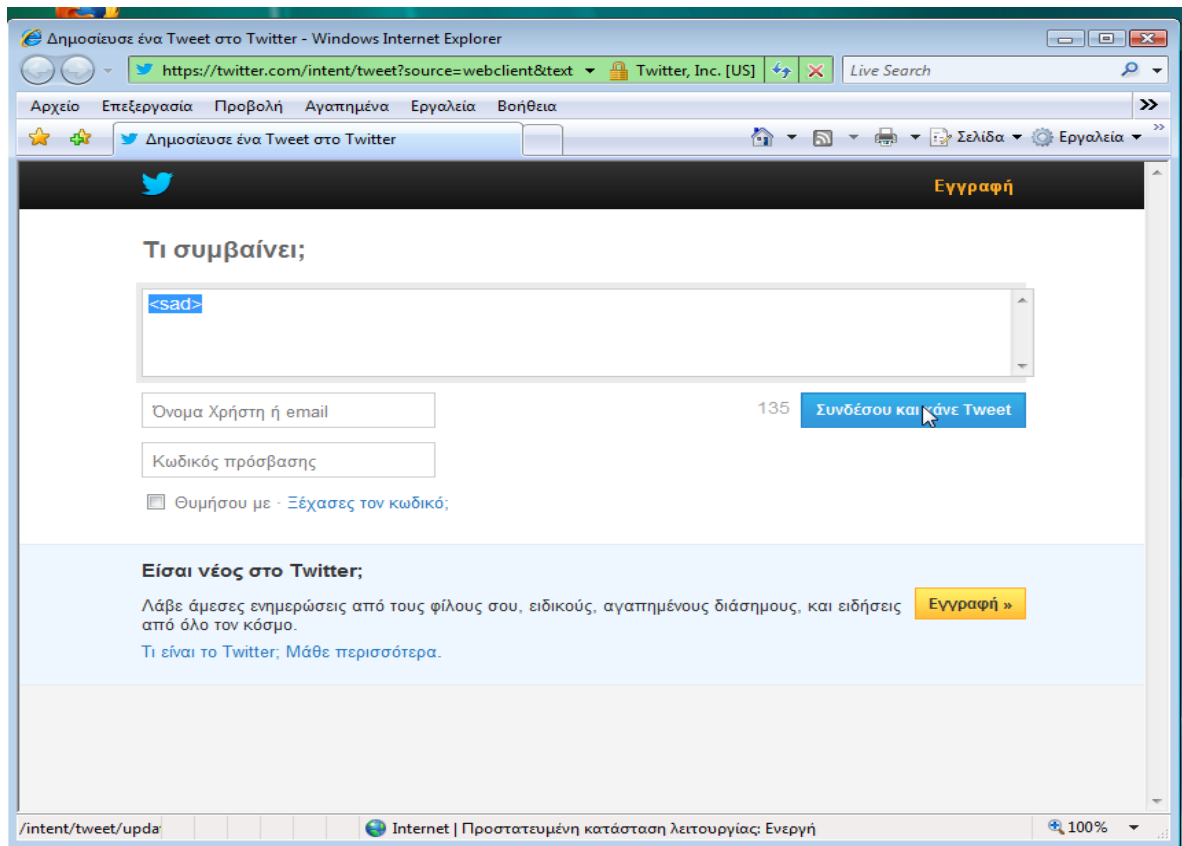 Δημοσίευσε ένα Tweet στο Twitter - Windows Internet Explorer
https://twitter.com/intent/tweet?source=webclient&text Twitter, Inc. [US] Live Search
Αρχείο Επεξεργασία Προβολή Αγαπημένα Εργαλεία Βοήθεια
Δημοσίευσε ένα Tweet στο Twitter Σελίδα Εργαλεία
Εγγραφή
Τι συμβαίνει;
<sad>
Όνομα Χρήστη ή email 135 Συνδέσου και κάνε Tweet
Κωδικός πρόσβασης
Θυμήσου με · Ξέχασες τον κωδικό;
Είσαι νέος στο Twitter;
Λάβε άμεσες ενημερώσεις από τους φίλους σου, ειδικούς, αγαπημένους διάσημους, και ειδήσεις Εγγραφή »
από όλο τον κόσμο.
Τι είναι το Twitter; Μάθε περισσότερα.
/intent/tweet/upda Internet | Προστατευμένη κατάσταση λειτουργίας: Ενεργή 100%